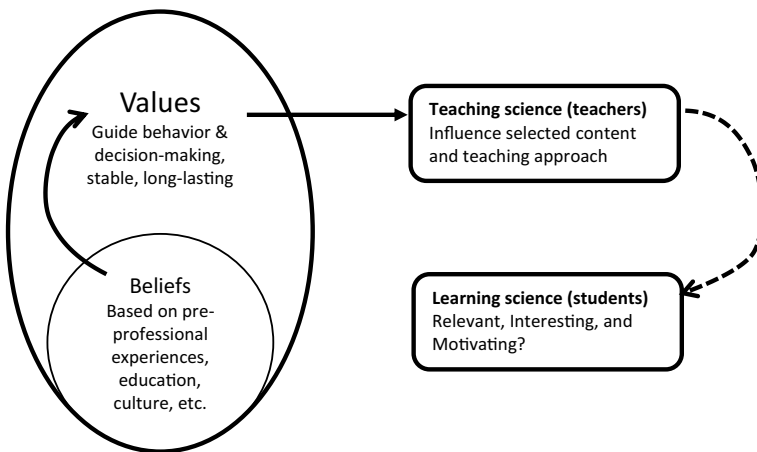 Values
Guide behavior &
decision-making,
stable, long-lasting
Beliefs
Based on pre-
professional
experiences,
education,
culture, etc.
Teaching science (teachers)
Influence selected content
and teaching approach
Learning science (students)
Relevant, Interesting, and
Motivating?